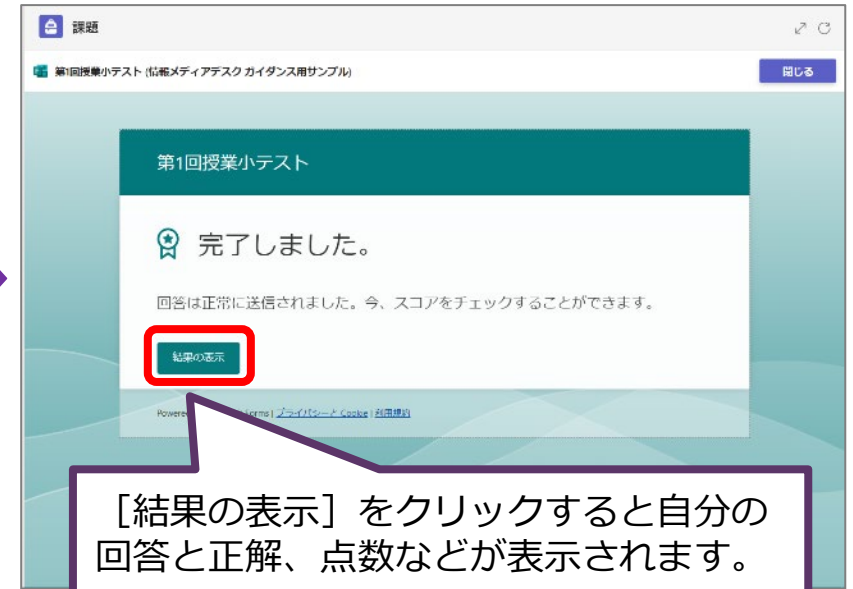 課題
第1回授業小テスト (情報メディアデスク ガイダンス用サンプル)
閉じる
第1回授業小テスト
完了しました。
回答は正常に送信されました。今、スコアをチェックすることができます。
結果の表示
Powered Forms | プライバシーと Cookie | 利用規約
［結果の表示］をクリックすると自分の
回答と正解、点数などが表示されます。